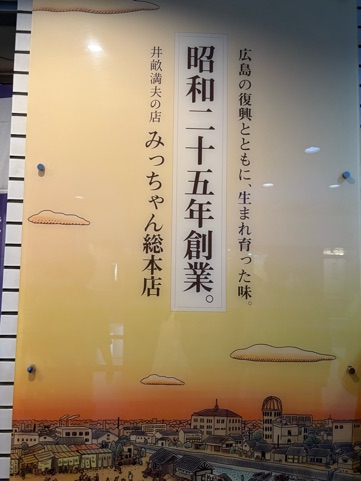 広島の復興とともに、生まれ育った味。
昭和二十五年創業。
井畝満夫の店 みっちゃん総本店